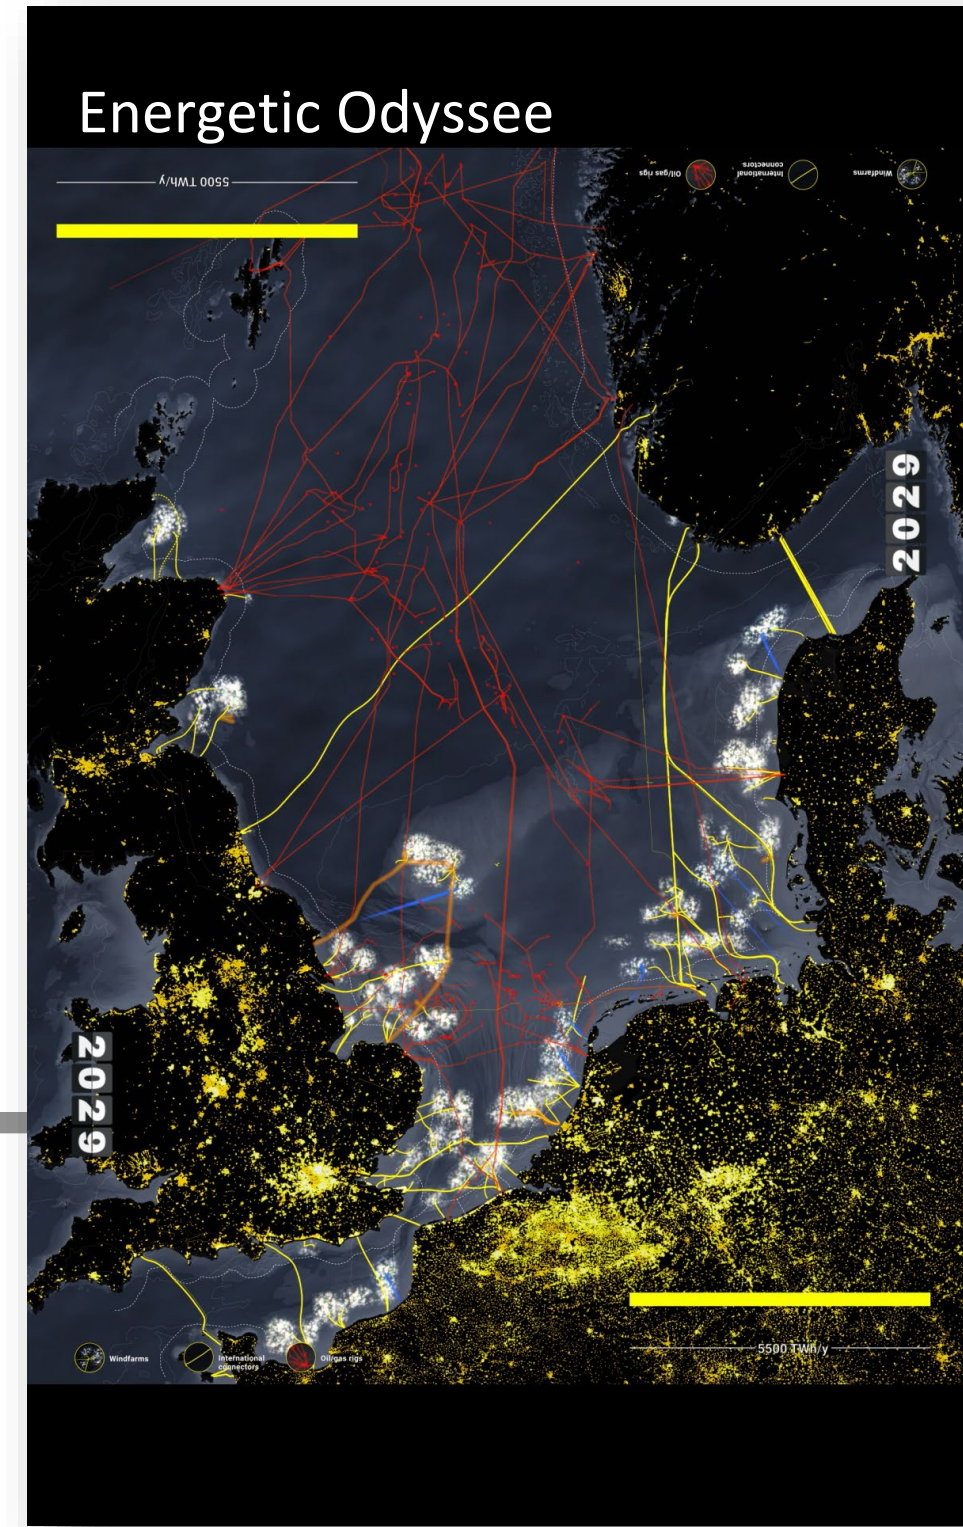 Energetic Odyssee
5500 TWh/y
Oil/gas rigs
International
connectors
Windfarms
2029
2029
5500 TWh/y
Windfarms
International
connectors
Oil/gas rigs